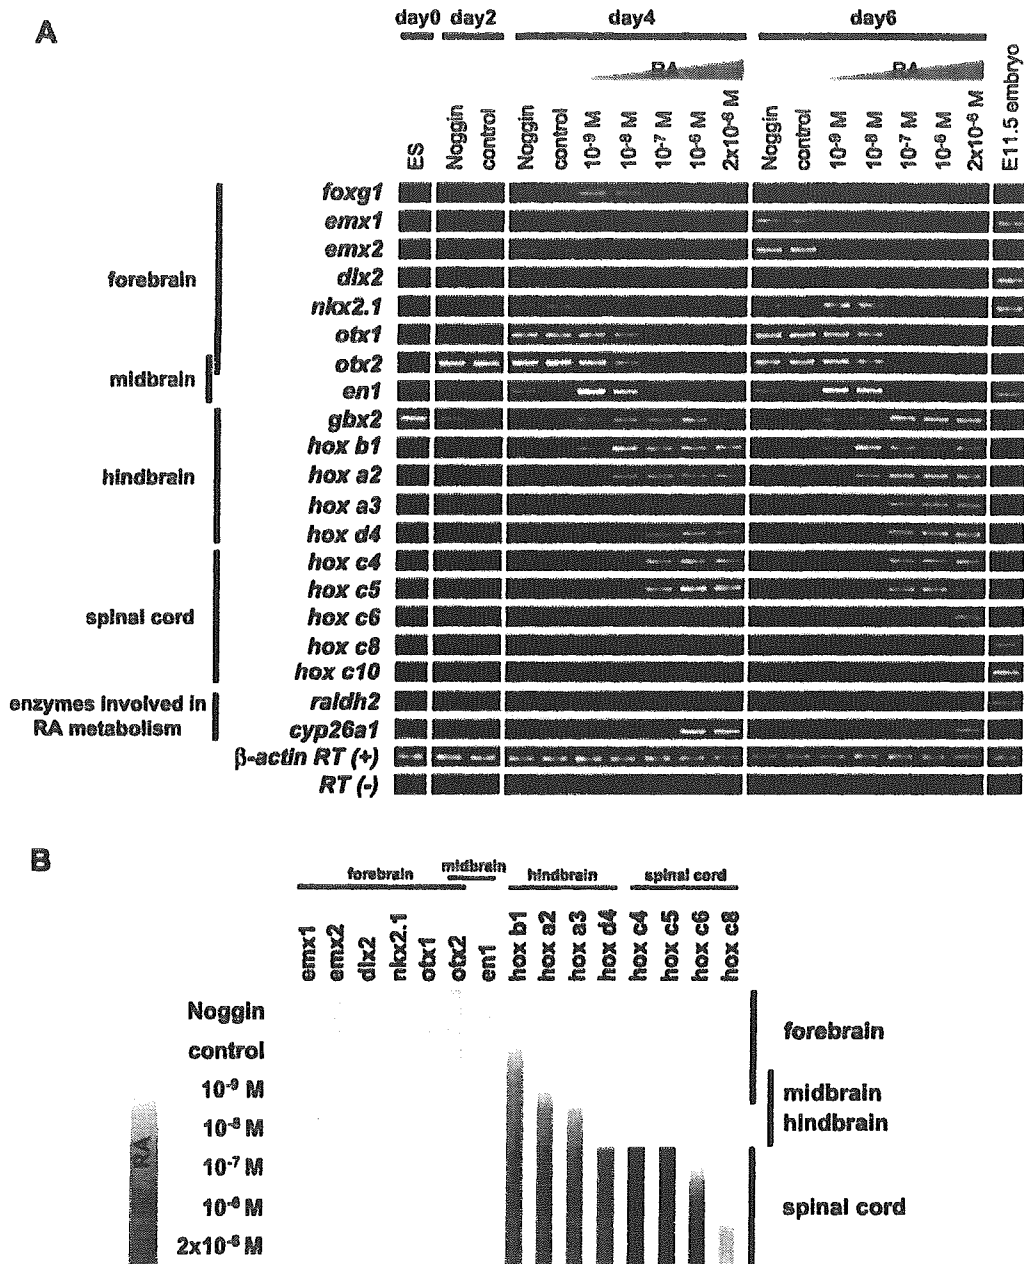 A
day0 day2 day4 day6
RA RA
ES Noggin control Noggin control 10-9 M 10-8 M 10-7 M 10-6 M 2x10-6 M Noggin control 10-9 M 10-8 M 10-7 M 10-6 M 2x10-6 M E11.5 embryo
foxg1
emx1
emx2
forebrain dlx2
nkx2.1
otx1
otx2
midbrain en1
gbx2
hox b1
hindbrain hox a2
hox a3
hox d4
hox c4
hox c5
spinal cord hox c6
hox c8
hox c10
enzymes involved in raldh2
RA metabolism cyp26a1
β-actin RT (+)
RT (-)
B
forebrain midbrain hindbrain spinal cord
emx1 emx2 dlx2 nkx2.1 otx1 otx2 en1 hox b1 hox a2 hox a3 hox d4 hox c4 hox c5 hox c6 hox c8
Noggin
forebrain
control
10-9 M
midbrain
hindbrain
10-8 M
RA
10-7 M
10-6 M
spinal cord
2x10-6 M